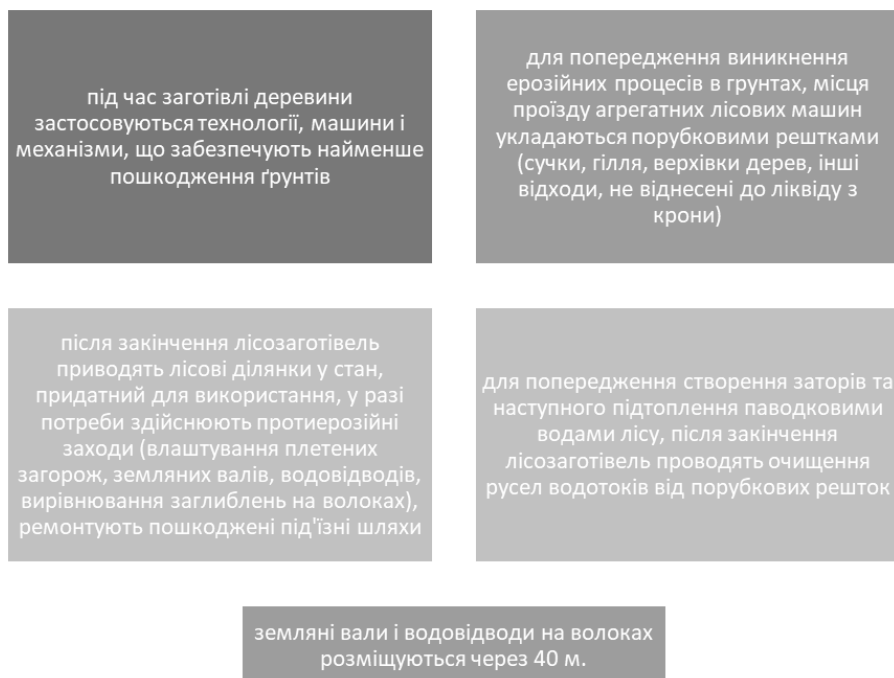 під час заготівлі деревини
застосовуються технології, машини і
механізми, що забезпечують найменше
пошкодження ґрунтів
для попередження виникнення
ерозійних процесів в грунтах, місця
проїзду агрегатних лісових машин
укладаються порубковими рештками
(сучки, гілля, верхівки дерев, інші
відходи, не віднесені до ліквіду з
крони)
після закінчення лісозаготівель
приводять лісові ділянки у стан,
придатний для використання, у разі
потреби здійснюють протиерозійні
заходи (влаштування плетених
загорож, земляних валів, водовідводів,
вирівнювання заглиблень на волоках),
ремонтують пошкоджені під'їзні шляхи
для попередження створення заторів та
наступного підтоплення паводковими
водами лісу, після закінчення
лісозаготівель проводять очищення
русел водотоків від порубкових решток
земляні вали і водовідводи на волоках
розміщуються через 40 м.